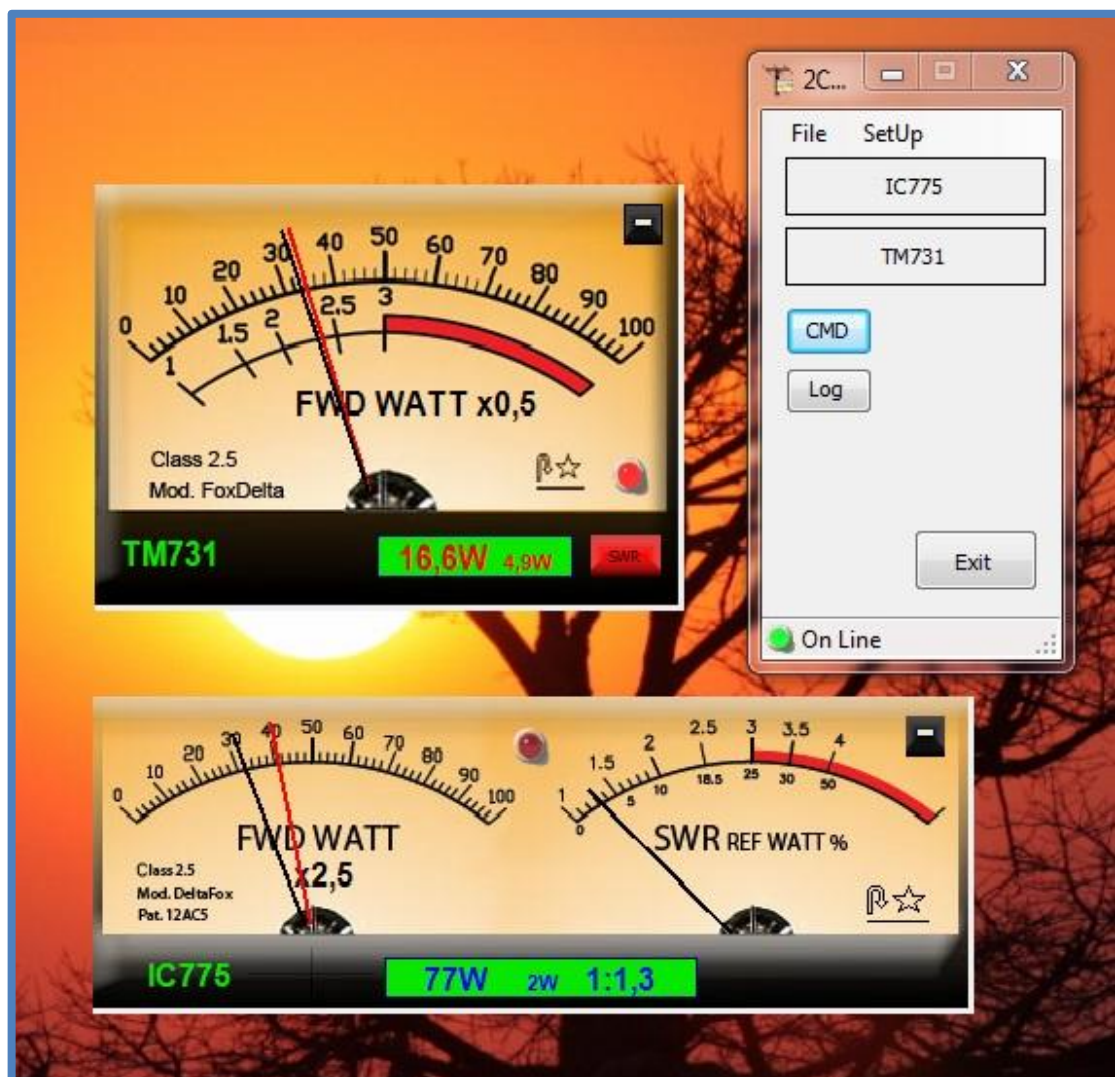 2C...
File SetUp
IC775
TM731
CMD
Log
Exit
On Line
0 10 20 30 40 50 60 70 80 90 100
1 1.5 2 2.5 3
FWD WATT x0,5
Class 2.5
Mod. FoxDelta
TM731 16,6W 4,9W SWR
0 10 20 30 40 50 60 70 80 90 100
FWD WATT
x2,5
Class 2.5
Mod. DeltaFox
Pat. 12AC5
1 1.5 2 2.5 3 3.5 4
0 5 10 18.5 25 30 50
SWR REF WATT %
IC775 77W 2W 1:1,3